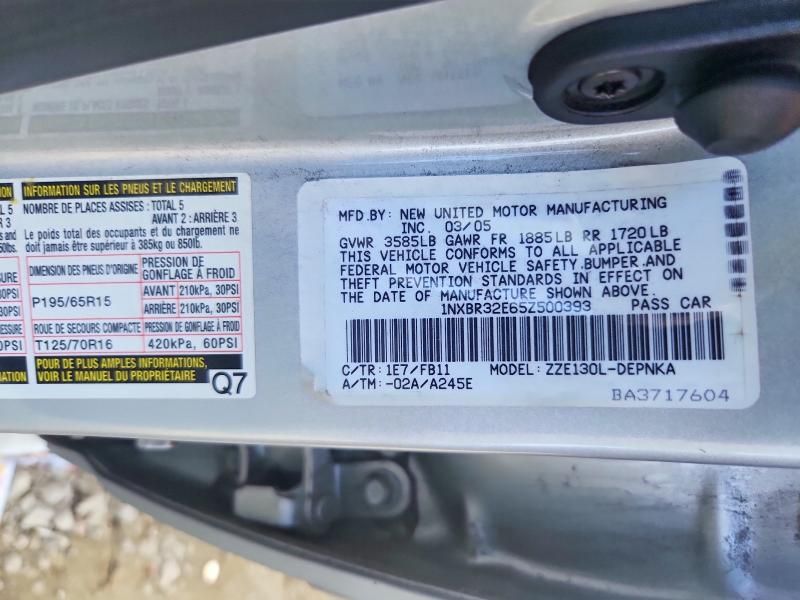 INFORMATION SUR LES PNEUS ET LE CHARGEMENT
NOMBRE DE PLACES ASSISES : TOTAL 5
AVANT 2 : ARRIÈRE 3
Le poids total des occupants et du chargement ne
doit jamais être supérieur à 385kg ou 850lb.
DIMENSION DES PNEUS D'ORIGINE
PRESSION DE
GONFLAGE À FROID
P195/65R15
AVANT 210kPa, 30PSI
ARRIÈRE 210kPa, 30PSI
ROUE DE SECOURS COMPACTE PRESSION DE GONFLAGE À FROID
T125/70R16 420kPa, 60PSI
POUR DE PLUS AMPLES INFORMATIONS,
VOIR LE MANUEL DU PROPRIÉTAIRE
Q7
MFD.BY: NEW UNITED MOTOR MANUFACTURING
INC. 03/05
GVWR 3585LB GAWR FR 1885LB RR 1720LB
THIS VEHICLE CONFORMS TO ALL APPLICABLE
FEDERAL MOTOR VEHICLE SAFETY,BUMPER,AND
THEFT PREVENTION STANDARDS IN EFFECT ON
THE DATE OF MANUFACTURE SHOWN ABOVE.
1NXBR32E65Z500393 PASS CAR
C/TR: 1E7/FB11 MODEL: ZZE130L-DEPNKA
A/TM: -02A/A245E
BA3717604